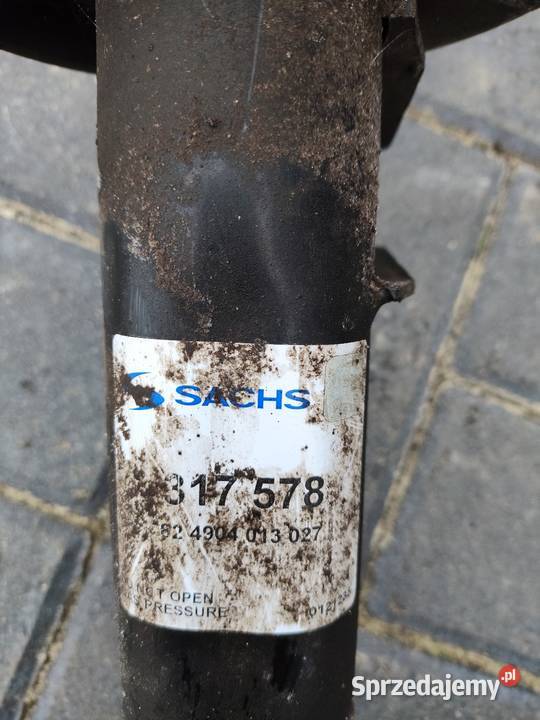 SACHS
317 578
82 4904 013 027
OPEN
PRESSURE
Sprzedajemy.pl